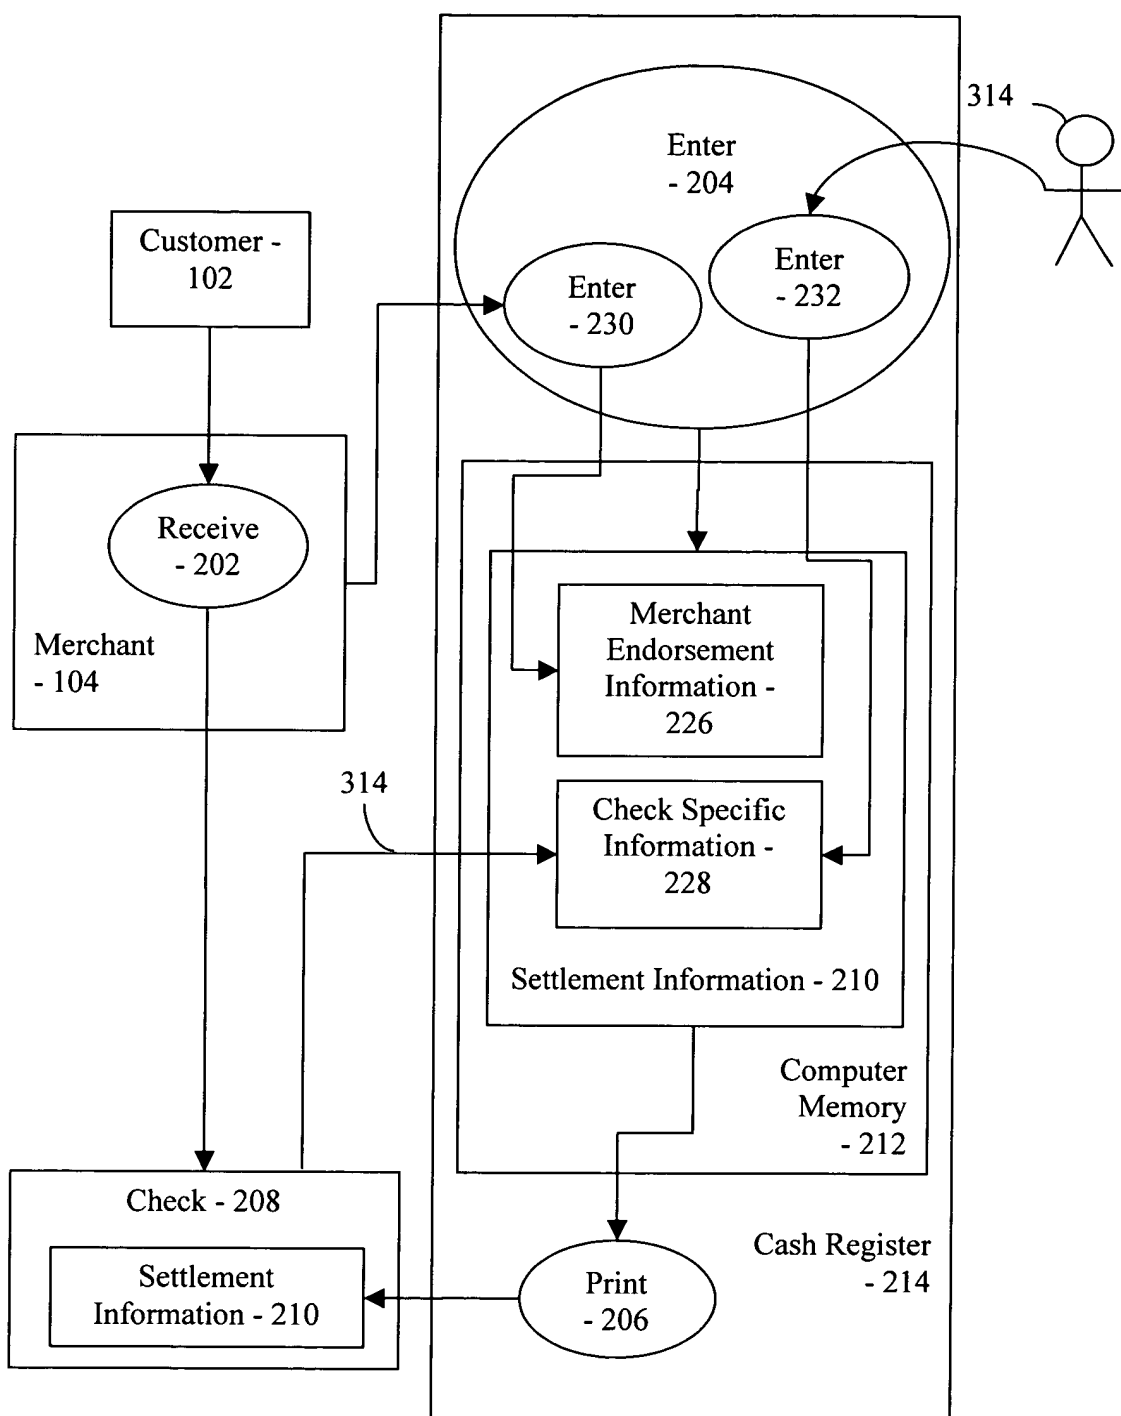 314
Enter
- 204
Customer -
102
Enter
- 232
Enter
- 230
Receive
- 202
Merchant
- 104
Merchant
Endorsement
Information -
226
314
Check Specific
Information -
228
Settlement Information - 210
Computer
Memory
- 212
Check - 208
Cash Register
- 214
Settlement
Information - 210
Print
- 206